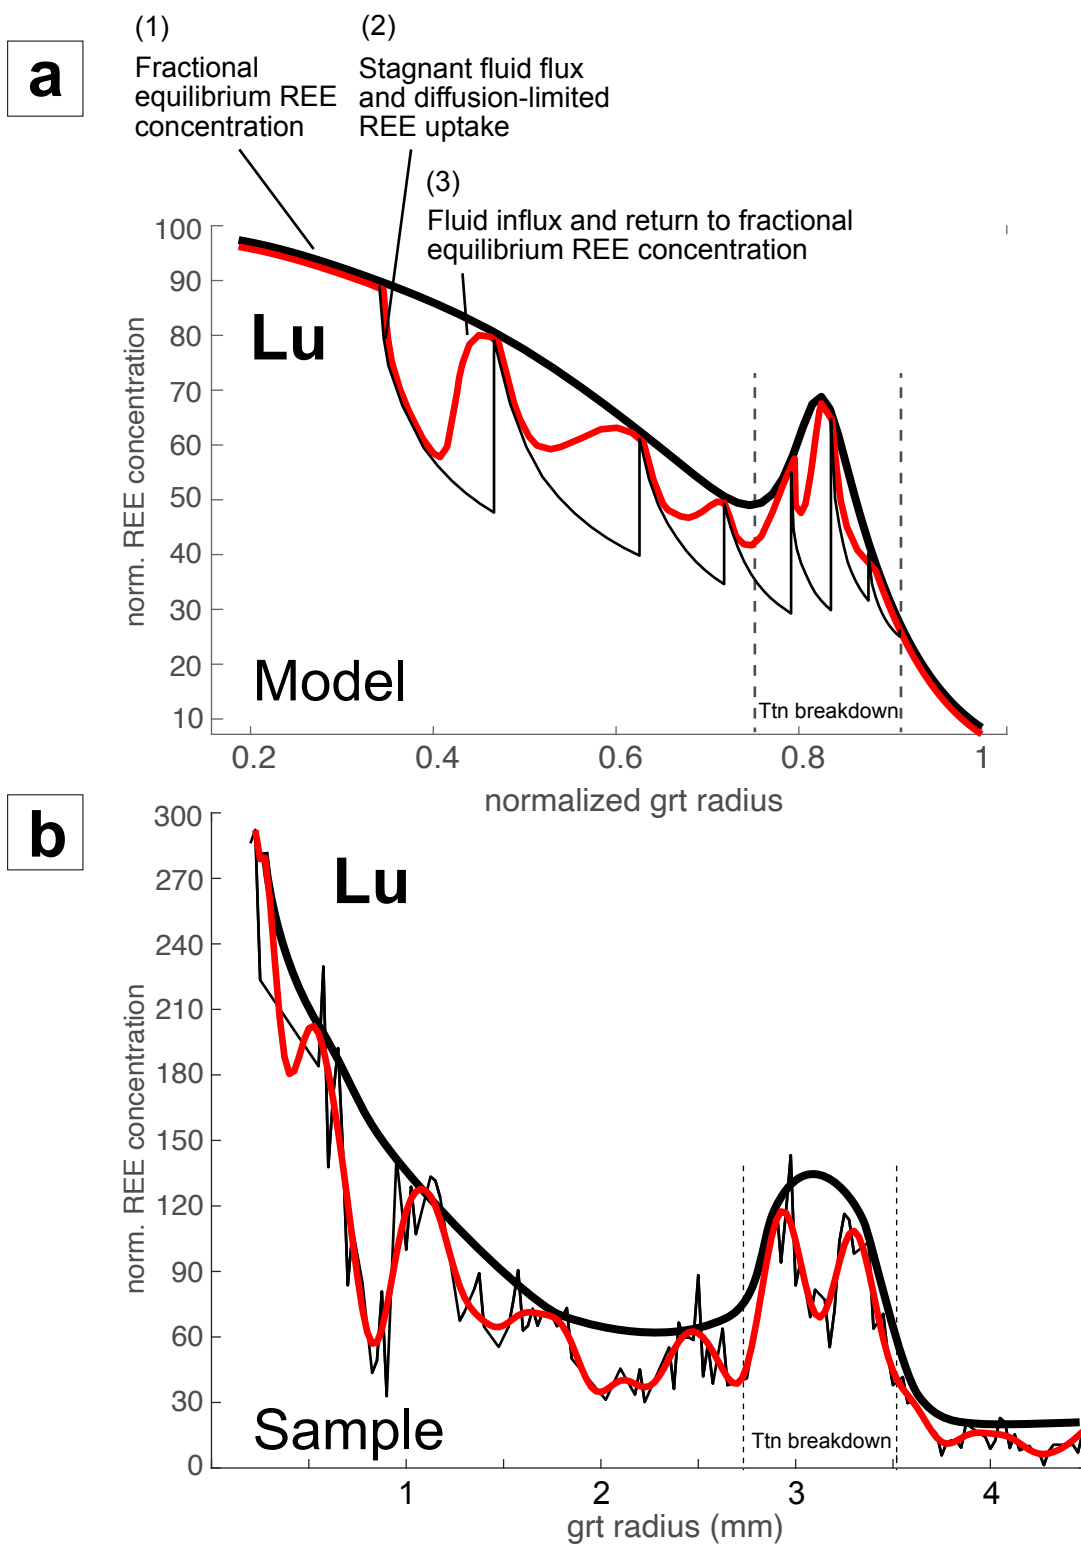 a
(1)
Fractional
equilibrium REE
concentration
(2)
Stagnant fluid flux
and diffusion-limited
REE uptake
(3)
Fluid influx and return to fractional
equilibrium REE concentration
Lu
norm. REE concentration
100
90
80
70
60
50
40
30
20
10
Model
Ttn breakdown
0.2 0.4 0.6 0.8 1
normalized grt radius
b
Lu
norm. REE concentration
300
270
240
210
180
150
120
90
60
30
0
Sample
Ttn breakdown
1 2 3 4
grt radius (mm)